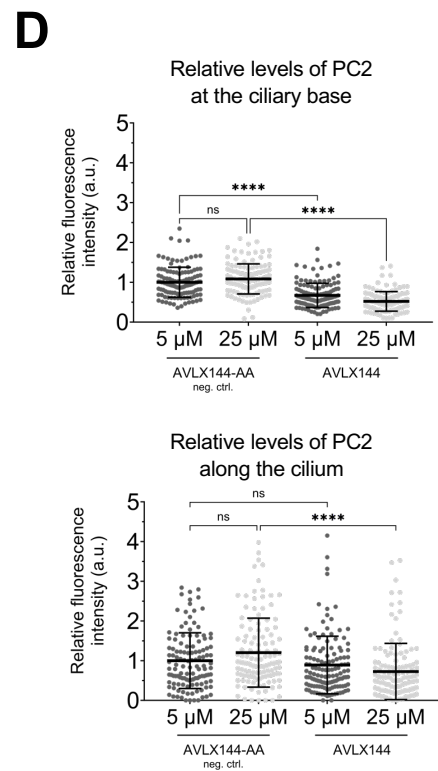 D
Relative levels of PC2
at the ciliary base
Relative fluorescence
intensity (a.u.)
5
4
3
2
1
0
****
ns
****
5 µM
25 µM
5 µM
25 µM
AVLX144-AA
neg. ctrl.
AVLX144
Relative levels of PC2
along the cilium
Relative fluorescence
intensity (a.u.)
5
4
3
2
1
0
ns
ns
****
5 µM
25 µM
5 µM
25 µM
AVLX144-AA
neg. ctrl.
AVLX144